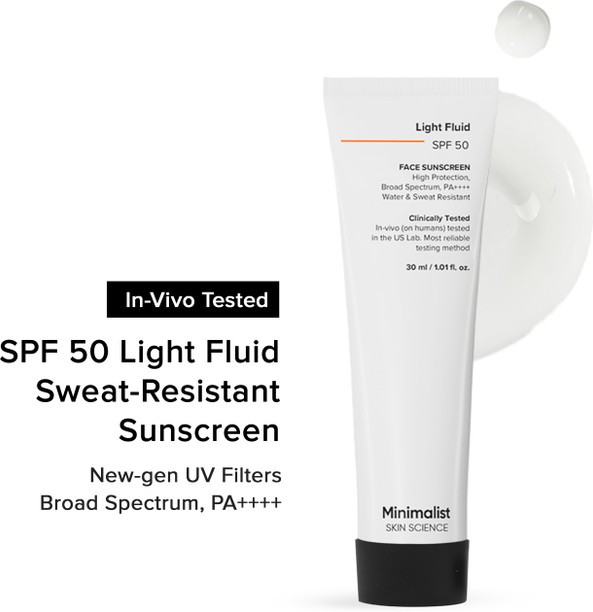 In-Vivo Tested
SPF 50 Light Fluid
Sweat-Resistant
Sunscreen
New-gen UV Filters
Broad Spectrum, PA++++
Light Fluid
SPF 50
FACE SUNSCREEN
High Protection,
Broad Spectrum, PA++++
Water & Sweat Resistant
Clinically Tested
In-vivo (on humans) tested
in the US Lab. Most reliable
testing method
30 ml / 1.01 fl. oz.
Minimalist
SKIN SCIENCE